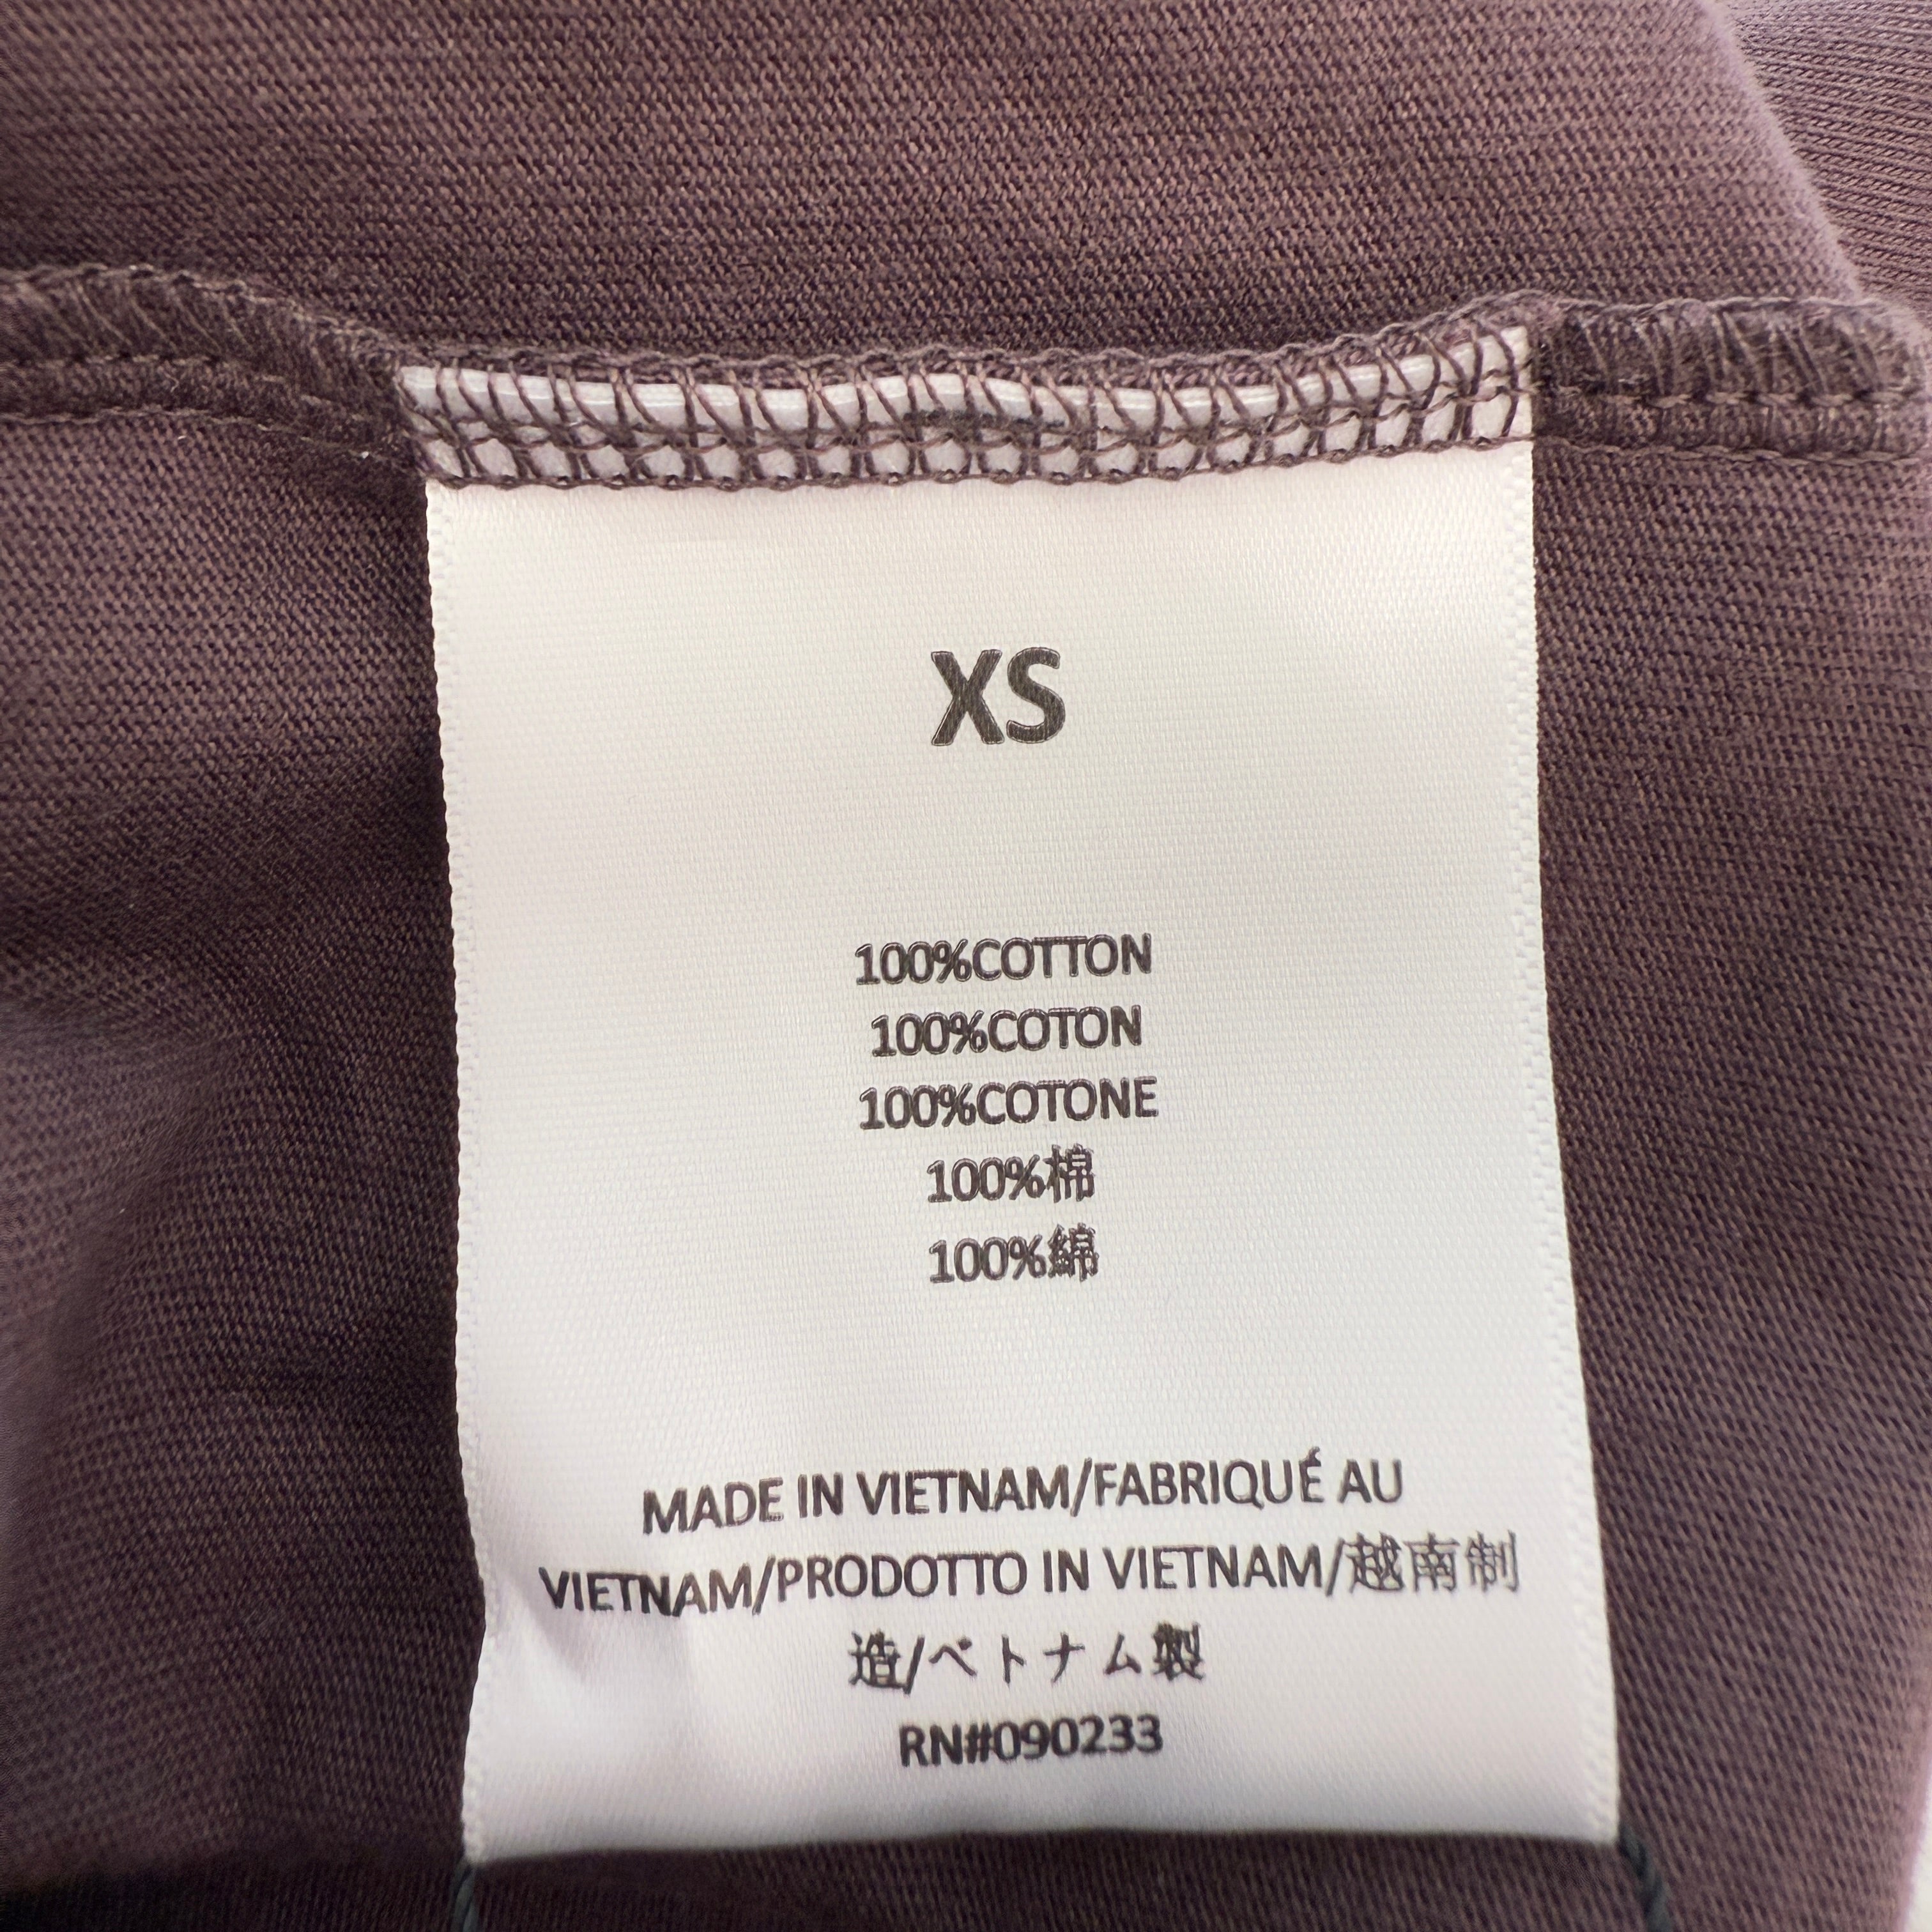 XS
100%COTTON
100%COTON
100%COTONE
100%棉
100%綿
MADE IN VIETNAM/FABRIQUÉ AU
VIETNAM/PRODOTTO IN VIETNAM/越南制
造/ベトナム製
RN#090233